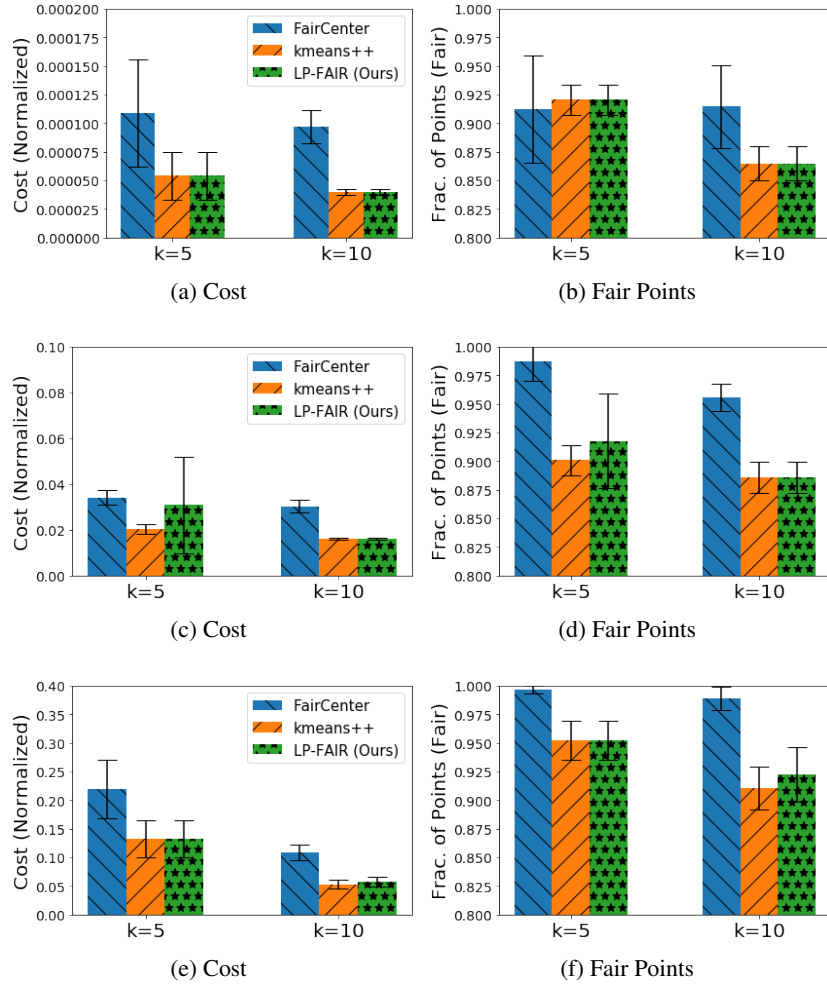 0.000200
0.000175
0.000150
0.000125
0.000100
0.000075
0.000050
0.000025
0.000000
Cost (Normalized)
FairCenter
kmeans++
LP-FAIR (Ours)
k=5
k=10
(a) Cost
1.000
0.975
0.950
0.925
0.900
0.875
0.850
0.825
0.800
Frac. of Points (Fair)
k=5
k=10
(b) Fair Points
0.10
0.08
0.06
0.04
0.02
0.00
Cost (Normalized)
FairCenter
kmeans++
LP-FAIR (Ours)
k=5
k=10
(c) Cost
1.000
0.975
0.950
0.925
0.900
0.875
0.850
0.825
0.800
Frac. of Points (Fair)
k=5
k=10
(d) Fair Points
0.40
0.35
0.30
0.25
0.20
0.15
0.10
0.05
0.00
Cost (Normalized)
FairCenter
kmeans++
LP-FAIR (Ours)
k=5
k=10
(e) Cost
1.000
0.975
0.950
0.925
0.900
0.875
0.850
0.825
0.800
Frac. of Points (Fair)
k=5
k=10
(f) Fair Points